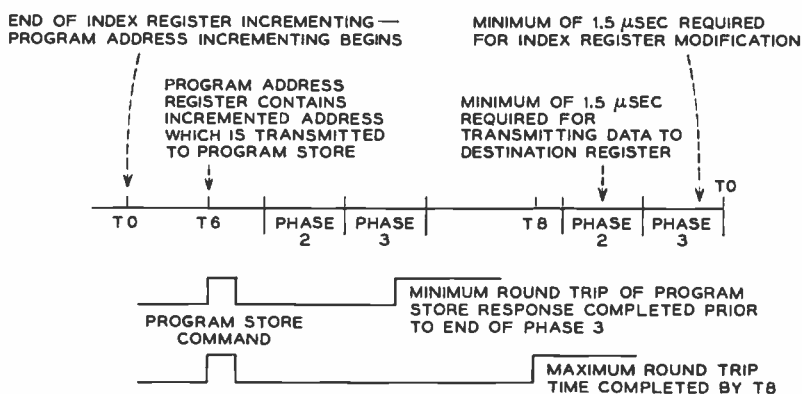 END OF INDEX REGISTER INCREMENTING—
PROGRAM ADDRESS INCREMENTING BEGINS
MINIMUM OF 1.5 μSEC REQUIRED
FOR INDEX REGISTER MODIFICATION
PROGRAM ADDRESS
REGISTER CONTAINS
INCREMENTED ADDRESS
WHICH IS TRANSMITTED
TO PROGRAM STORE
MINIMUM OF 1.5 μSEC
REQUIRED FOR
TRANSMITTING DATA TO
DESTINATION REGISTER
T0
T0
T6
PHASE
2
PHASE
3
T8
PHASE
2
PHASE
3
PROGRAM STORE
COMMAND
MINIMUM ROUND TRIP OF PROGRAM
STORE RESPONSE COMPLETED PRIOR
TO END OF PHASE 3
MAXIMUM ROUND TRIP
TIME COMPLETED BY T8